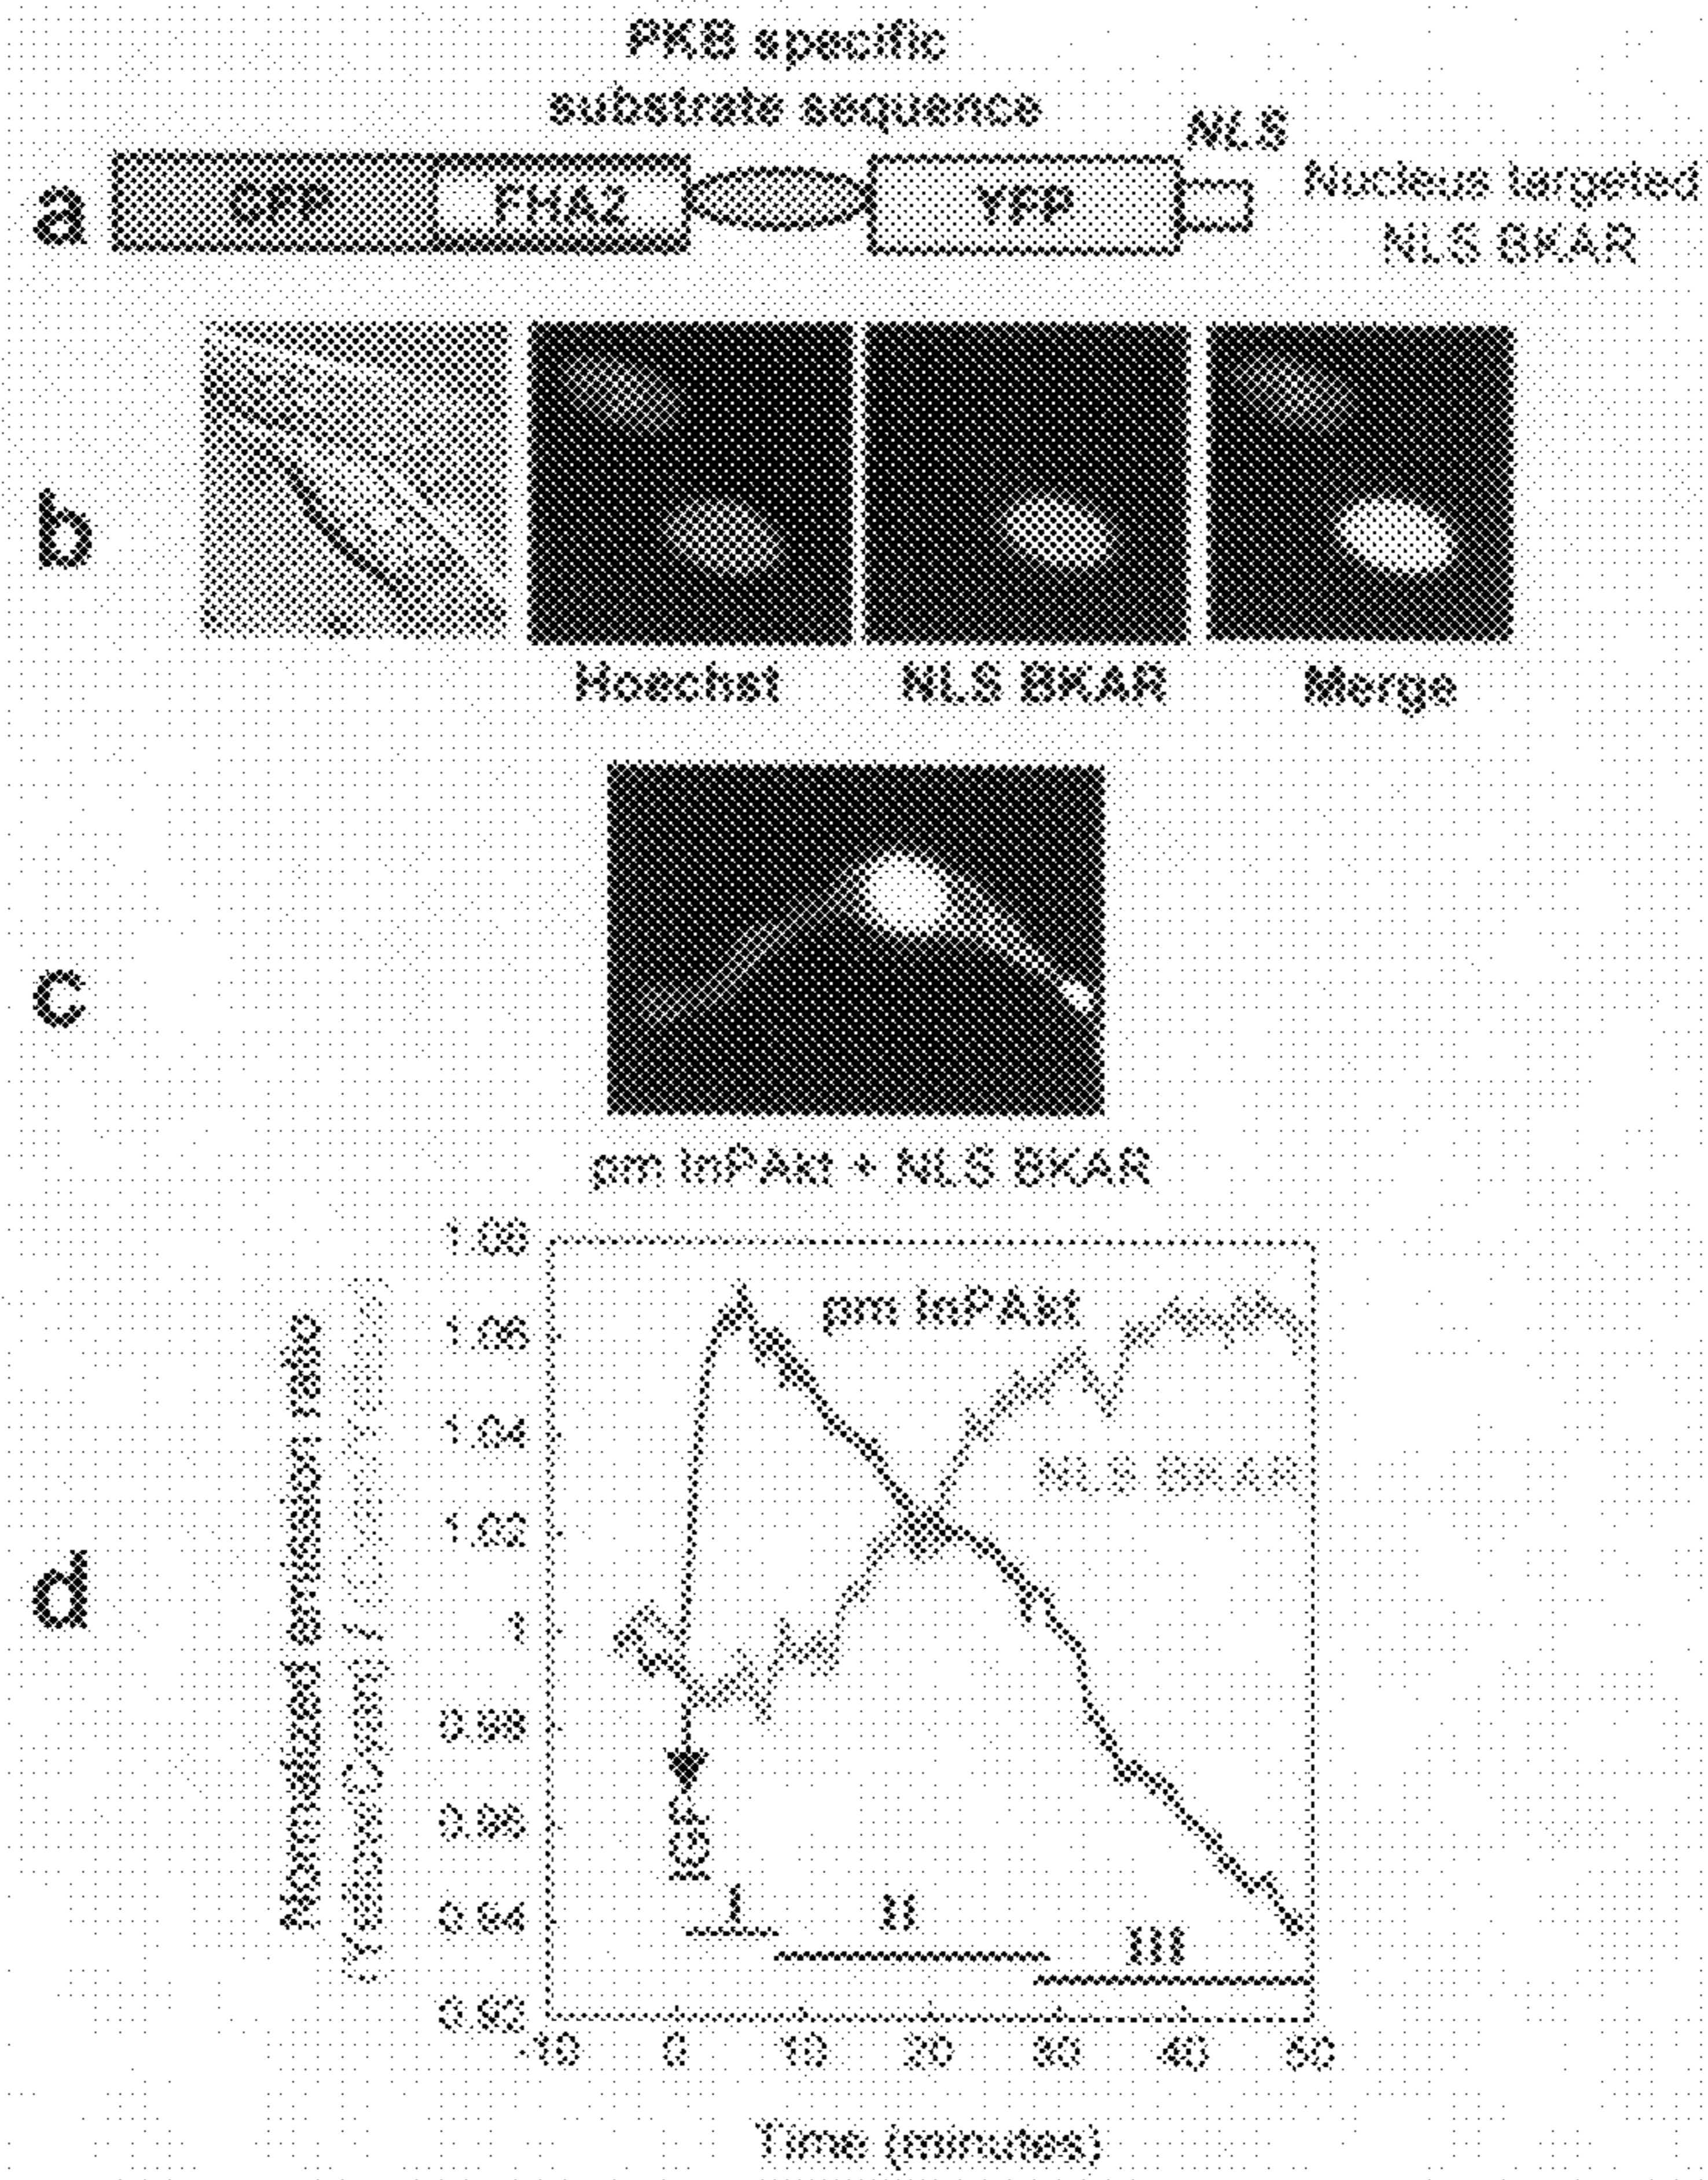 PKB specific
substrate sequence
NLS
a
CFP
FHA2
YFP
Nucleus targeted
NLS BKAR
b
Hoechst
NLS BKAR
Merge
c
pm InPAkt + NLS BKAR
d
Normalized emission ratio
(Yellow/Cyan) /
1.08
1.06
1.04
1.02
1
0.98
0.96
0.94
0.92
pm InPAkt
NLS BKAR
IGF
I
II
III
-10
0
10
20
30
40
50
Time (minutes)